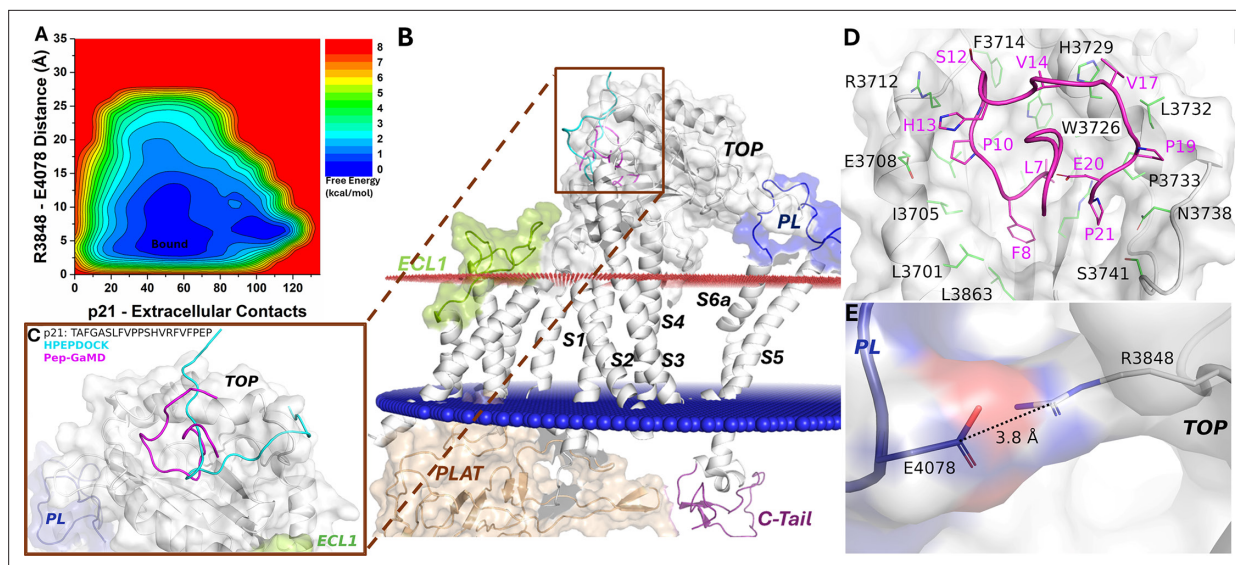 A
R3848 - E4078 Distance (Å)
35
30
25
20
15
10
5
0
0 20 40 60 80 100 120
p21 - Extracellular Contacts
Bound
8
7
6
5
4
3
2
1
0
Free Energy
(kcal/mol)
B
TOP
PL
ECL1
S6a
S1
S2
S4
S3
S5
PLAT
C-Tail
C
p21: TAFGASLFVPPSHVRFVFPEP
HPEPDOCK
Pep-GaMD
TOP
PL
ECL1
D
F3714
H3729
S12
V14
V17
R3712
L3732
H13
W3726
P10
P19
E3708
L7
E20
P3733
I3705
N3738
P21
F8
L3701
S3741
L3863
E
PL
R3848
3.8 Å
E4078
TOP